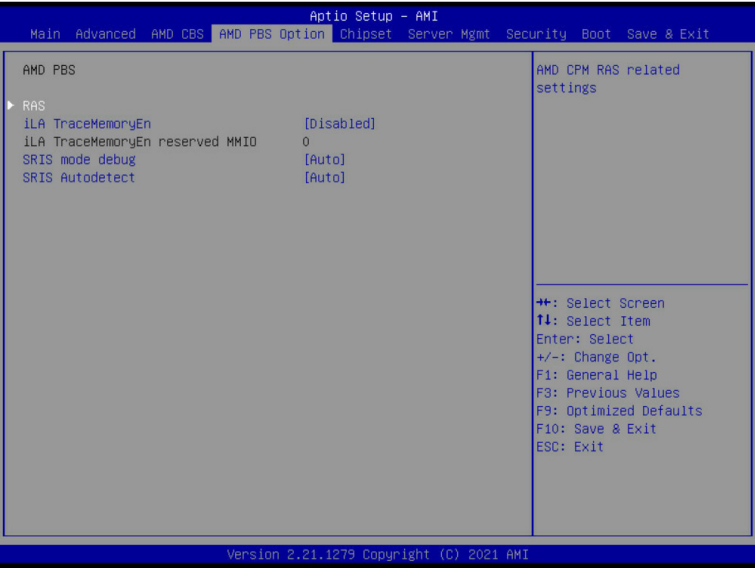 Aptio Setup – AMI
Main Advanced AMD CBS AMD PBS Option Chipset Server Mgmt Security Boot Save & Exit
AMD PBS
RAS
iLA TraceMemoryEn [Disabled]
iLA TraceMemoryEn reserved MMIO 0
SRIS mode debug [Auto]
SRIS Autodetect [Auto]
AMD CPM RAS related
settings
→←: Select Screen
↑↓: Select Item
Enter: Select
+/-: Change Opt.
F1: General Help
F3: Previous Values
F9: Optimized Defaults
F10: Save & Exit
ESC: Exit
Version 2.21.1279 Copyright (C) 2021 AMI